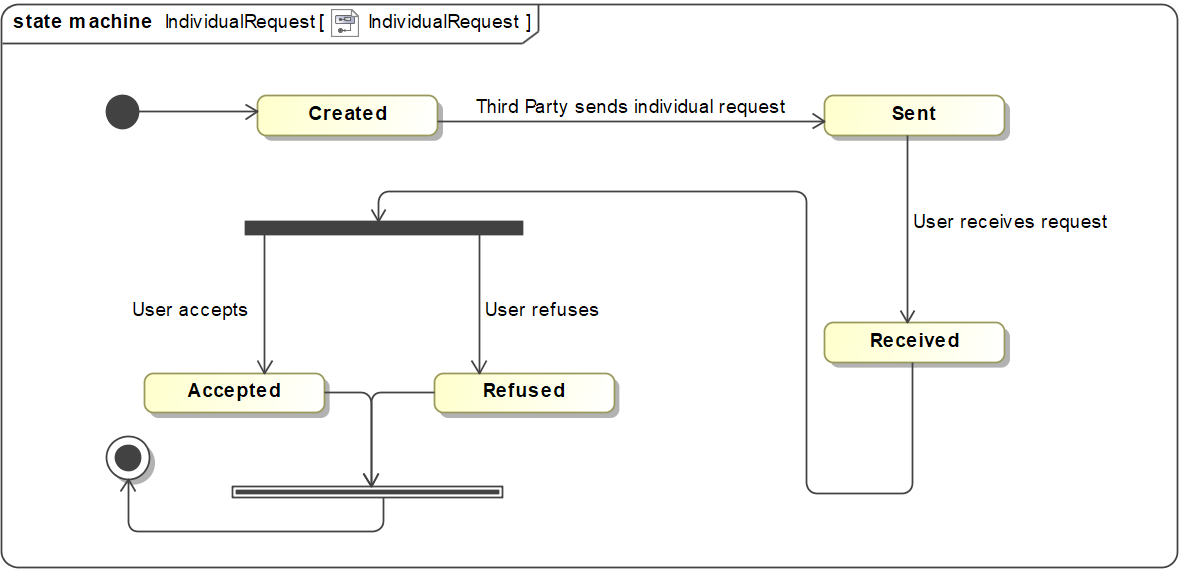 state machine IndividualRequest [ IndividualRequest ]
Created
Third Party sends individual request
Sent
User receives request
User accepts
User refuses
Received
Accepted
Refused